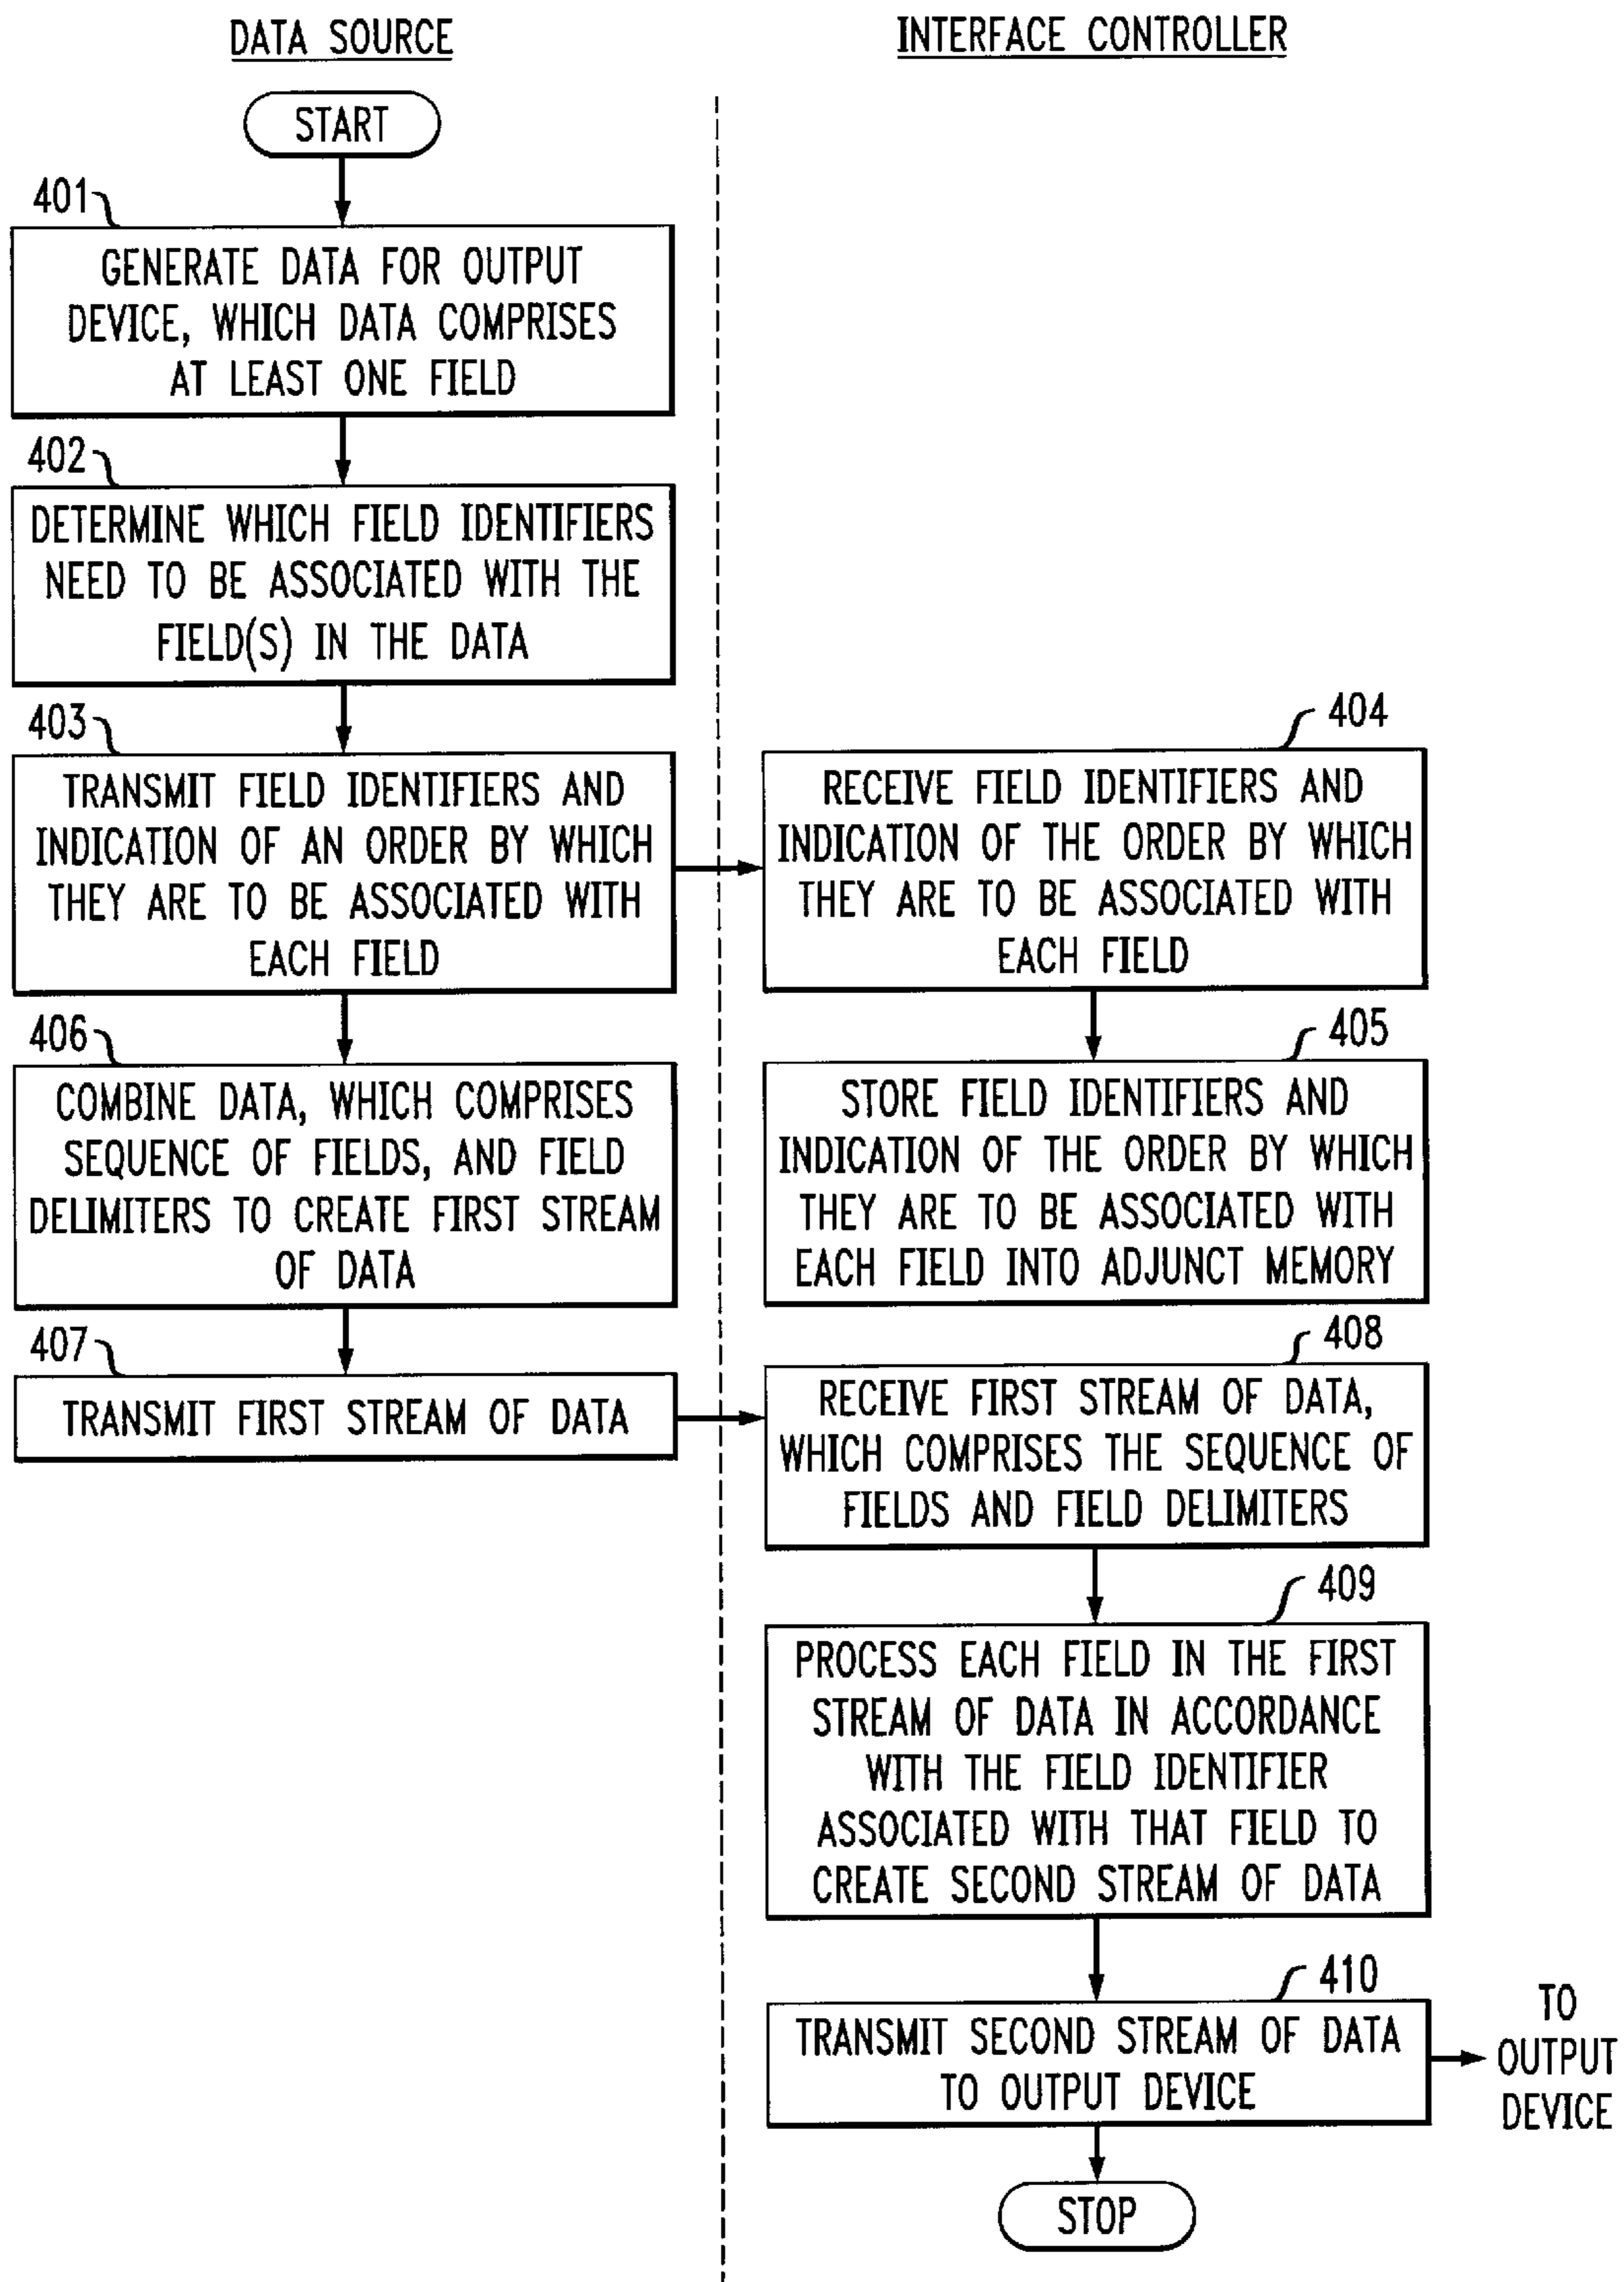 DATA SOURCE
INTERFACE CONTROLLER
START
401
GENERATE DATA FOR OUTPUT
DEVICE, WHICH DATA COMPRISES
AT LEAST ONE FIELD
402
DETERMINE WHICH FIELD IDENTIFIERS
NEED TO BE ASSOCIATED WITH THE
FIELD(S) IN THE DATA
403
TRANSMIT FIELD IDENTIFIERS AND
INDICATION OF AN ORDER BY WHICH
THEY ARE TO BE ASSOCIATED WITH
EACH FIELD
404
RECEIVE FIELD IDENTIFIERS AND
INDICATION OF THE ORDER BY WHICH
THEY ARE TO BE ASSOCIATED WITH
EACH FIELD
405
STORE FIELD IDENTIFIERS AND
INDICATION OF THE ORDER BY WHICH
THEY ARE TO BE ASSOCIATED WITH
EACH FIELD INTO ADJUNCT MEMORY
406
COMBINE DATA, WHICH COMPRISES
SEQUENCE OF FIELDS, AND FIELD
DELIMITERS TO CREATE FIRST STREAM
OF DATA
407
TRANSMIT FIRST STREAM OF DATA
408
RECEIVE FIRST STREAM OF DATA,
WHICH COMPRISES THE SEQUENCE OF
FIELDS AND FIELD DELIMITERS
409
PROCESS EACH FIELD IN THE FIRST
STREAM OF DATA IN ACCORDANCE
WITH THE FIELD IDENTIFIER
ASSOCIATED WITH THAT FIELD TO
CREATE SECOND STREAM OF DATA
410
TRANSMIT SECOND STREAM OF DATA
TO OUTPUT DEVICE
TO
OUTPUT
DEVICE
STOP